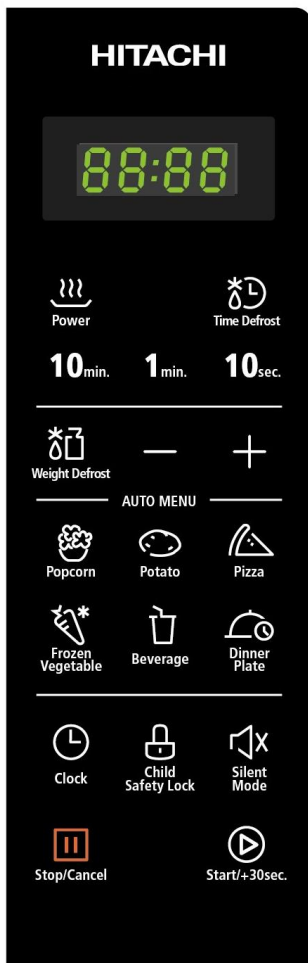 HITACHI
88:88
Power Time Defrost
10min. 1min. 10sec.
Weight Defrost − +
AUTO MENU
Popcorn Potato Pizza
Frozen Dinner
Vegetable Beverage Plate
Clock Child Silent
Safety Lock Mode
Stop/Cancel Start/+30sec.